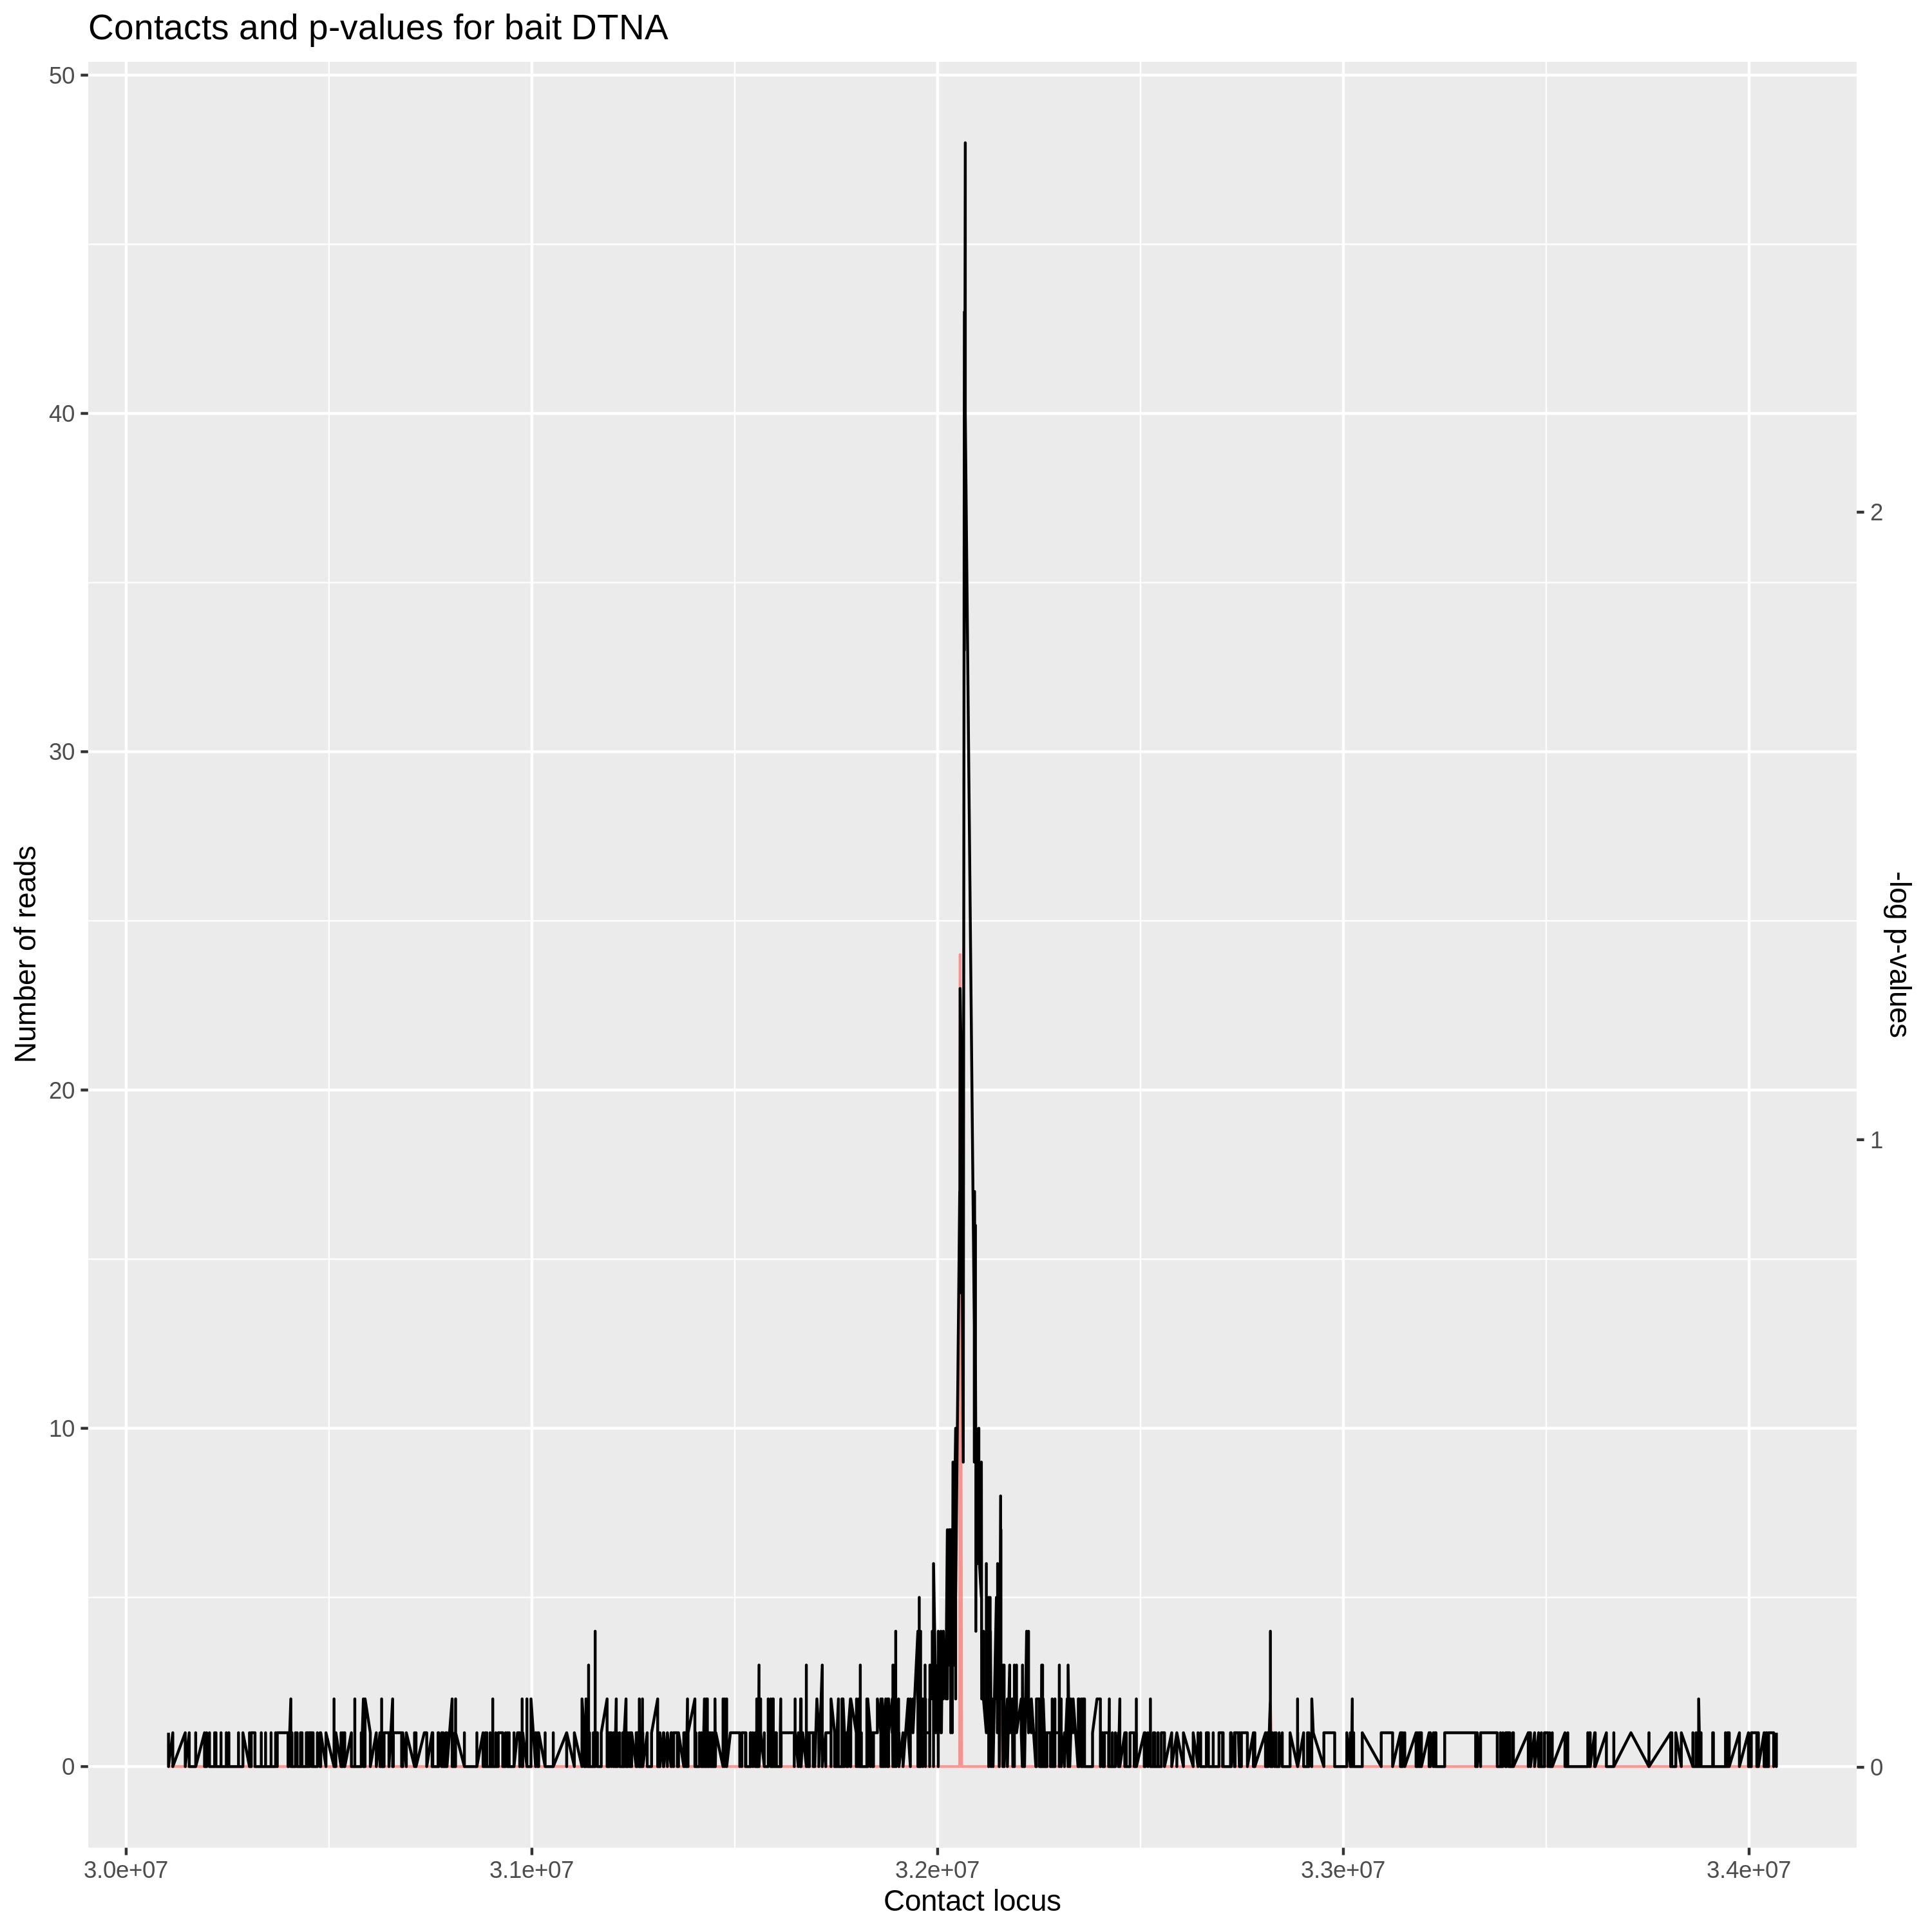 Contacts and p-values for bait DTNA
50
40
30
20
10
0
Number of reads
2
1
0
-log p-values
3.0e+07
3.1e+07
3.2e+07
3.3e+07
3.4e+07
Contact locus